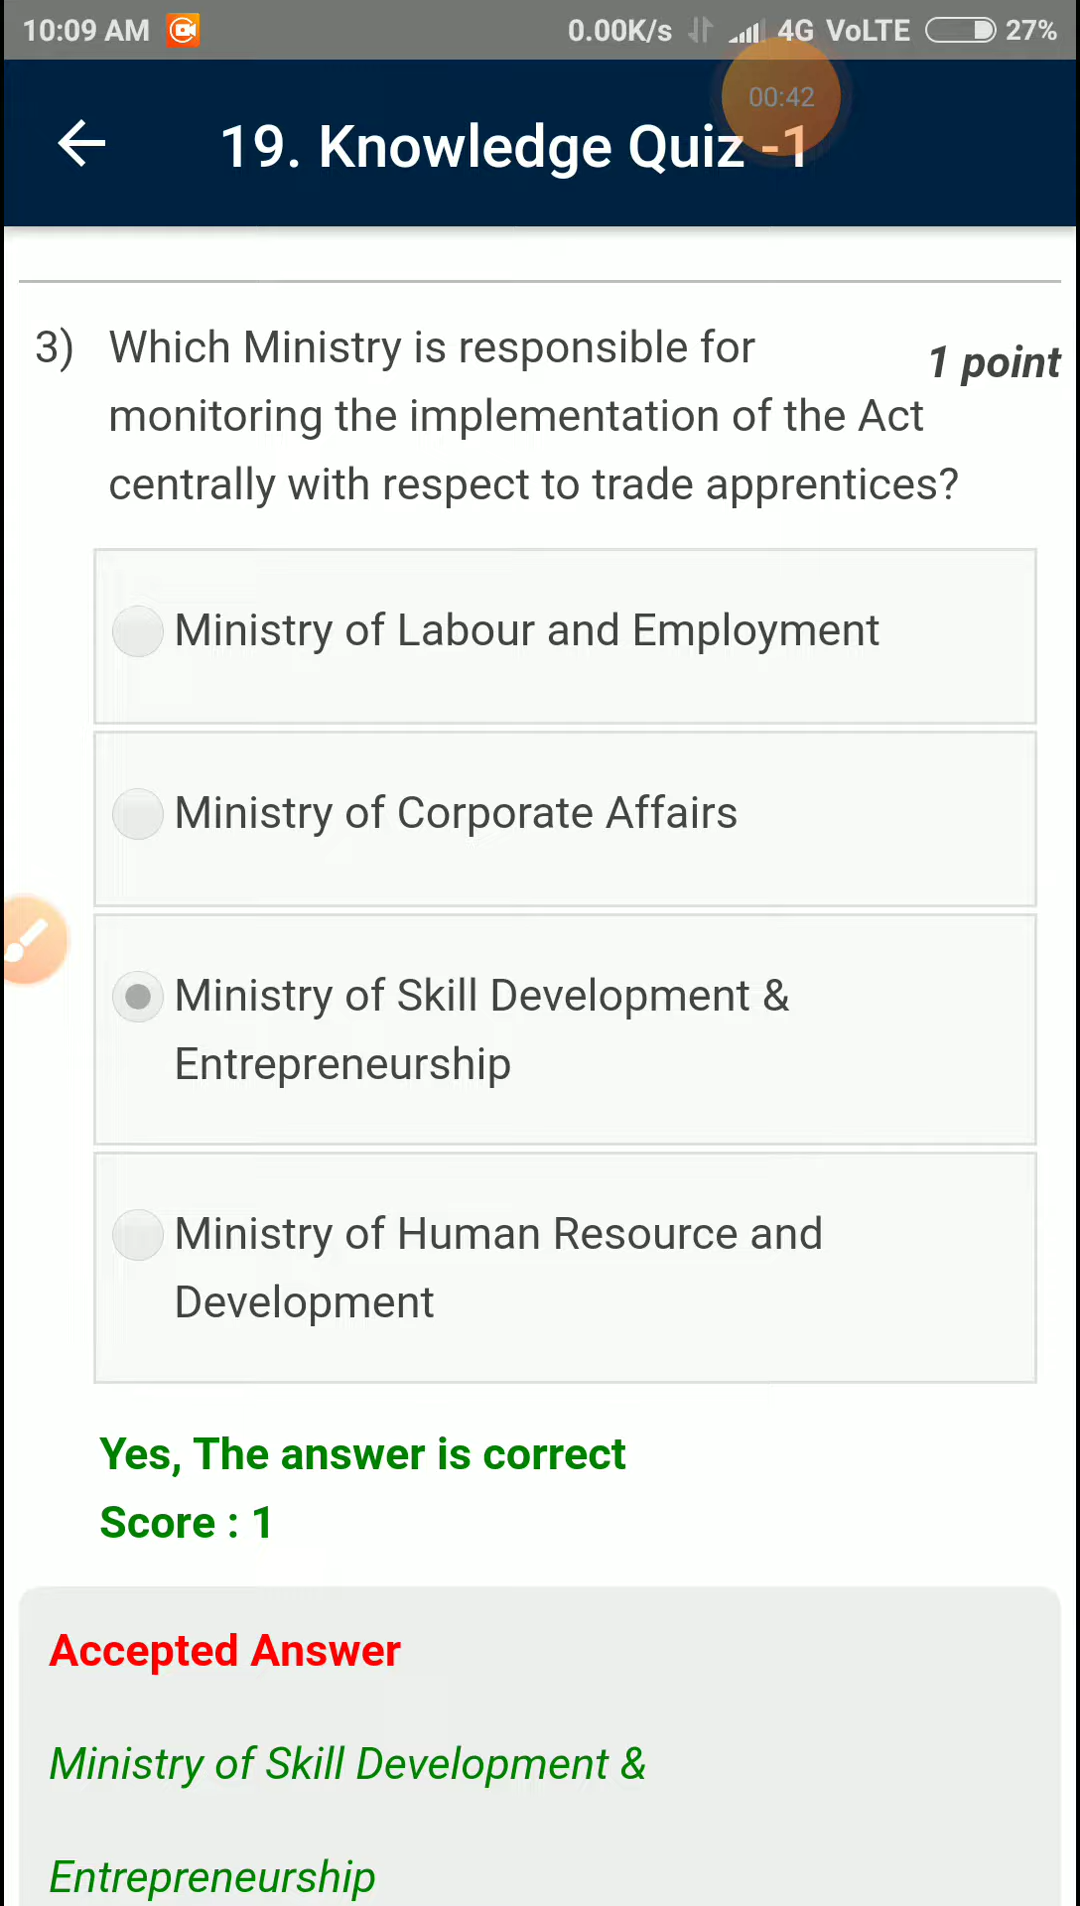 10:09 AM 0.00K/s 4G VoLTE 27%
00:42
19. Knowledge Quiz -1
3) Which Ministry is responsible for
1 point
monitoring the implementation of the Act
centrally with respect to trade apprentices?
Ministry of Labour and Employment
Ministry of Corporate Affairs
Ministry of Skill Development &
Entrepreneurship
Ministry of Human Resource and
Development
Yes, The answer is correct
Score : 1
Accepted Answer
Ministry of Skill Development &
Entrepreneurship